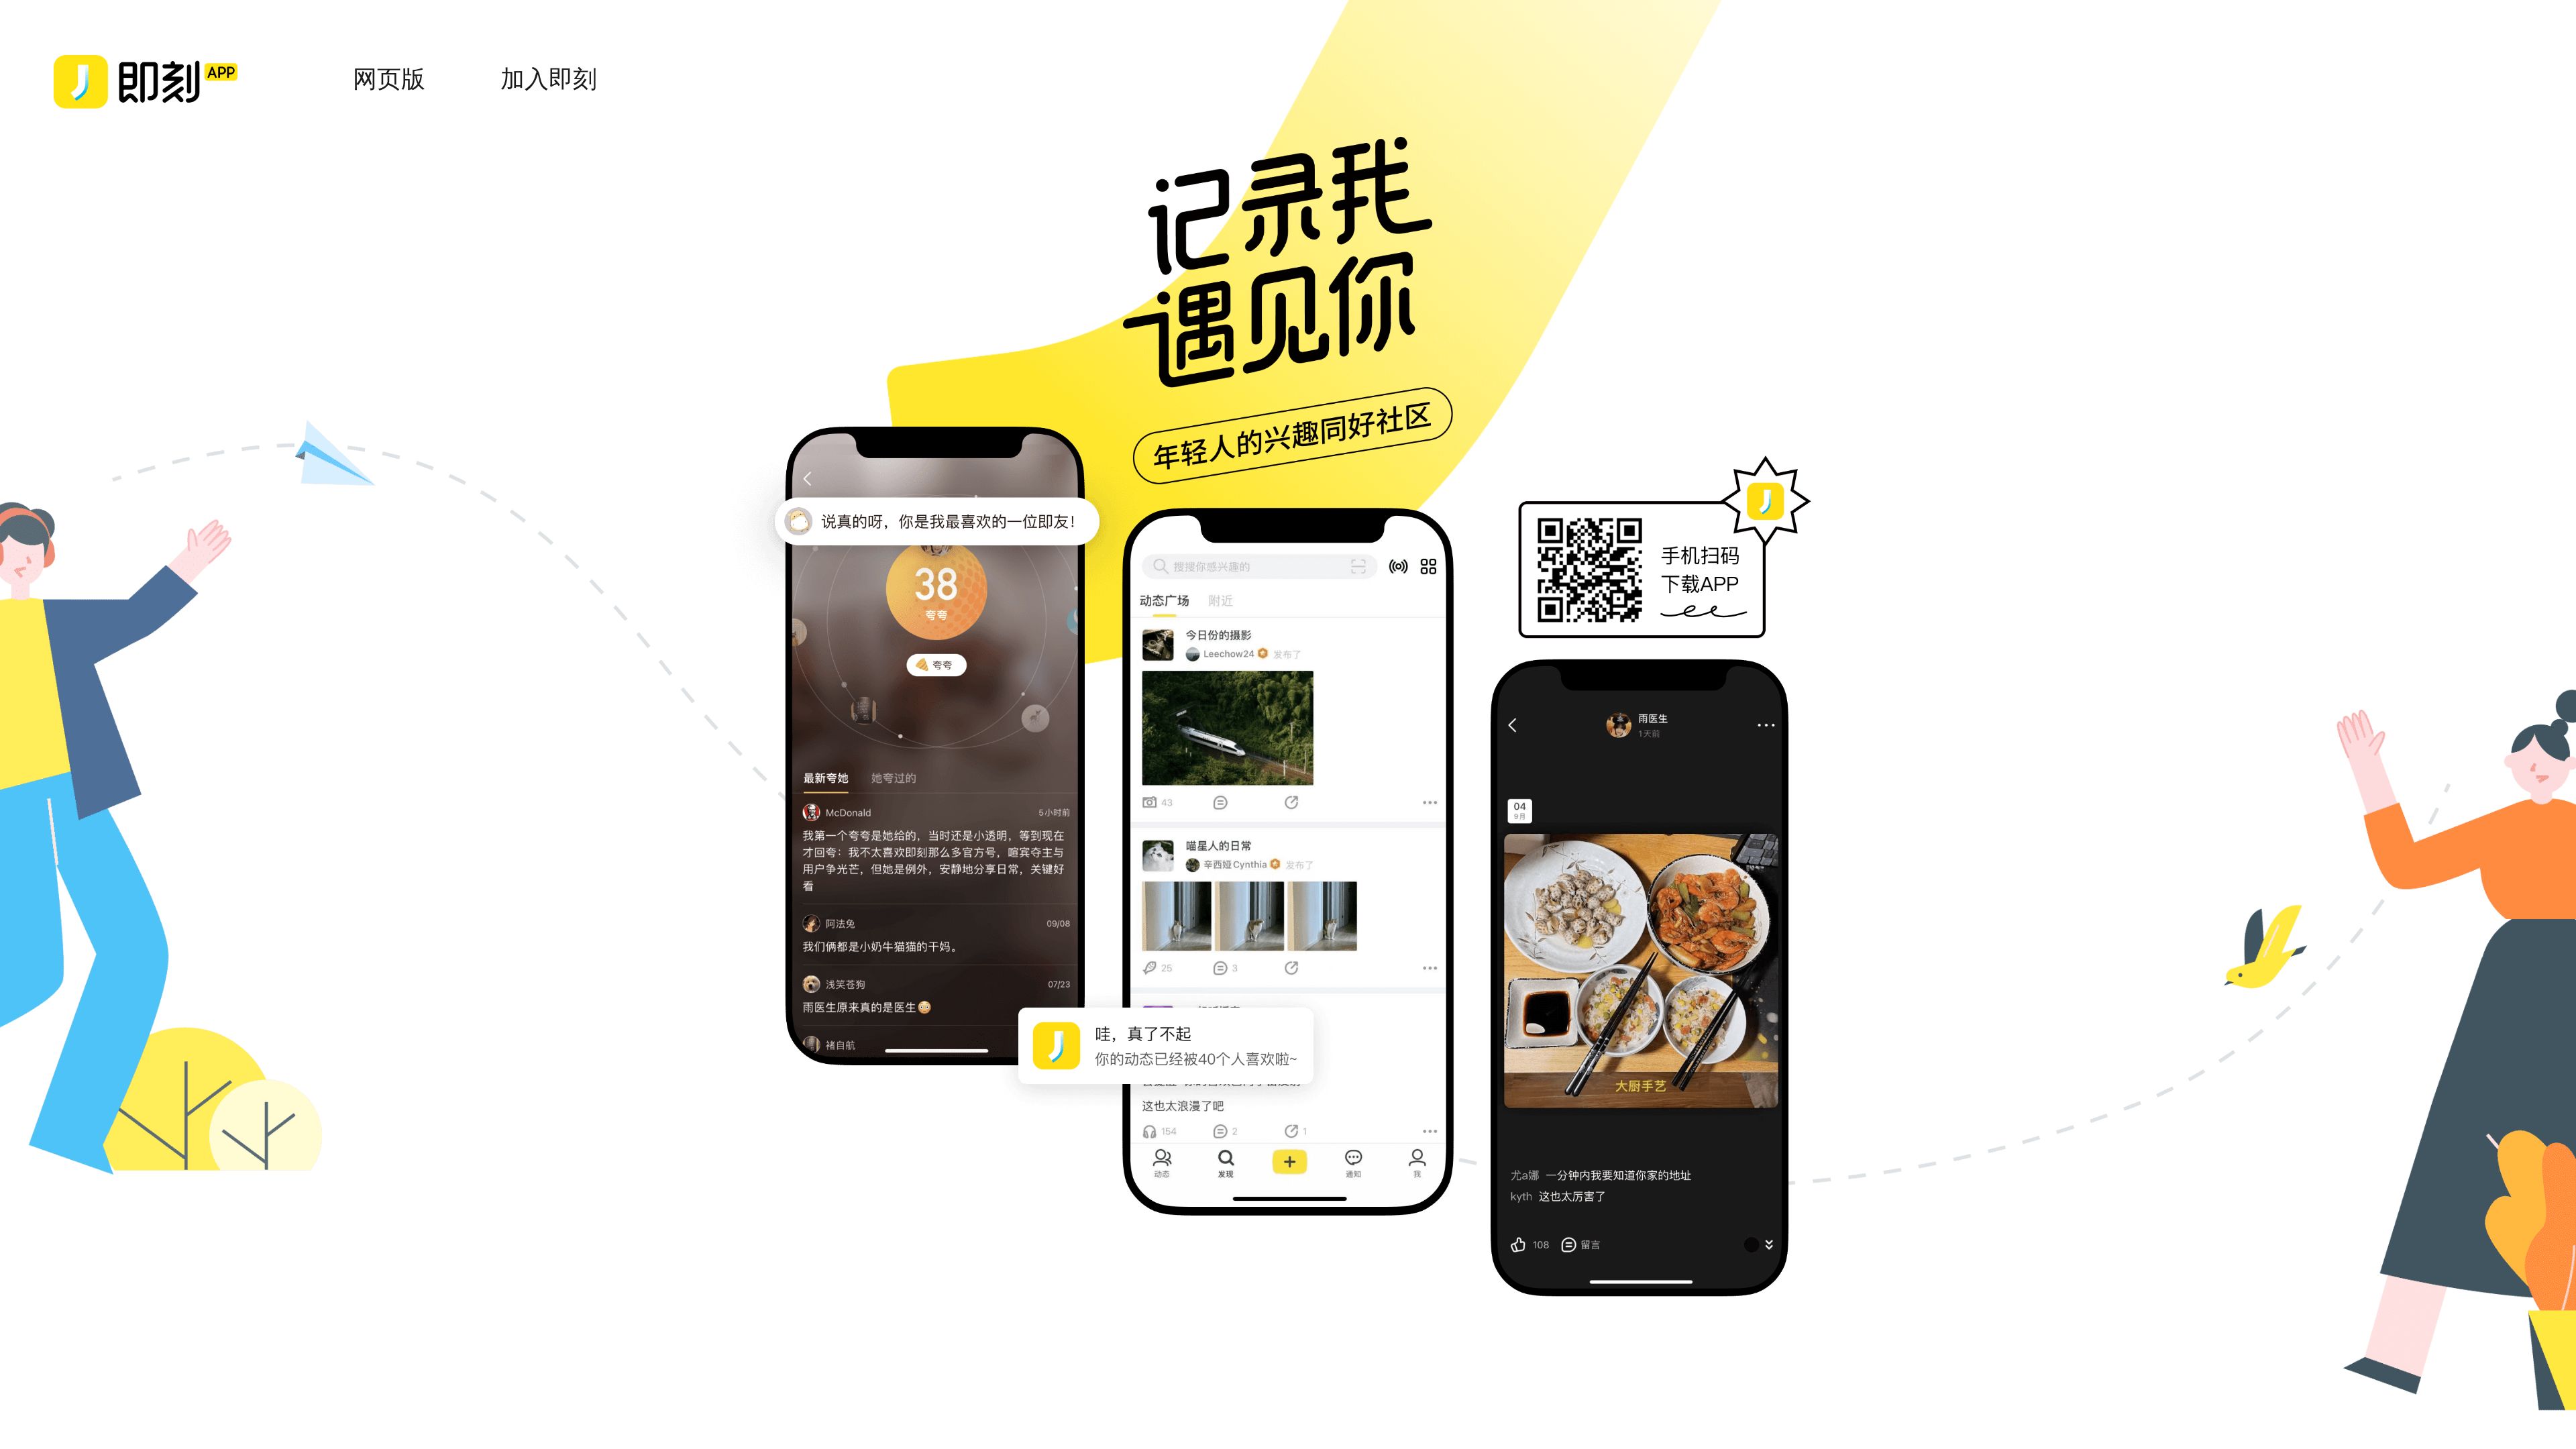 即刻 APP
网页版
加入即刻
记录我
遇见你
年轻人的兴趣同好社区
说真的呀，你是我最喜欢的一位即友！
38
夸夸
夸夸
最新夸她 她夸过的
McDonald 5小时前
我第一个夸夸是她给的，当时还是小透明，等到现在
才回夸：我不太喜欢即刻那么多官方号，喧宾夺主与
用户争光芒，但她是例外，安静地分享日常，关键好
看
阿法兔 09/08
我们俩都是小奶牛猫猫的干妈。
浅笑苍狗 07/23
雨医生原来真的是医生😳
褚自航
搜搜你感兴趣的
动态广场 附近
今日份的摄影
Leechow24 发布了
43
喵星人的日常
辛西娅Cynthia 发布了
25 3
哇，真了不起
你的动态已经被40个人喜欢啦~
这也太浪漫了吧
154 2 1
动态 发现 通知 我
手机扫码
下载APP
雨医生
1天前
04
9月
大厨手艺
尤a娜 一分钟内我要知道你家的地址
kyth 这也太厉害了
108 留言